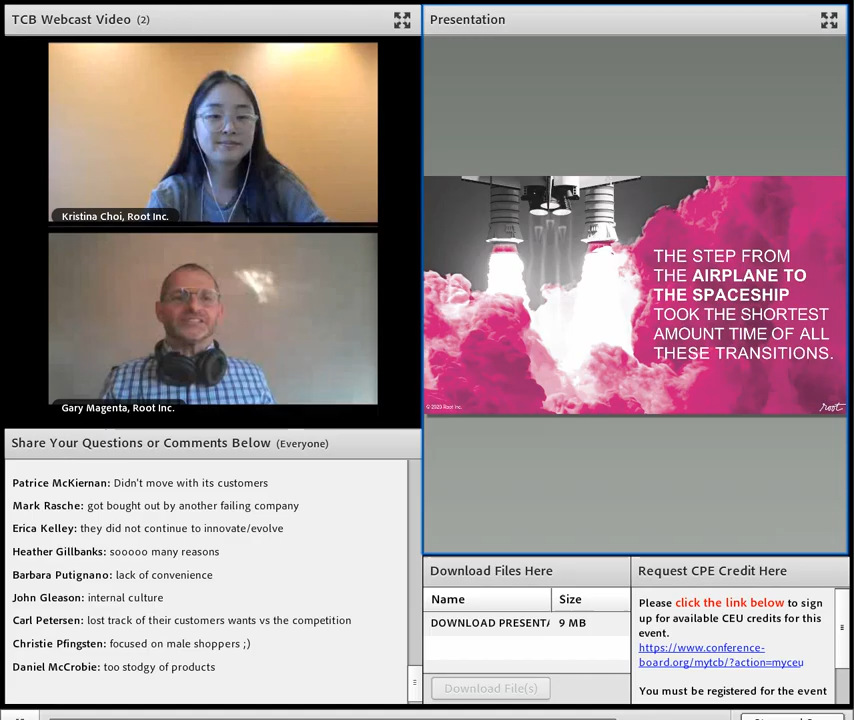 TCB Webcast Video (2)
Kristina Choi, Root Inc.
Gary Magenta, Root Inc.
Share Your Questions or Comments Below (Everyone)
Patrice McKiernan: Didn't move with its customers
Mark Rasche: got bought out by another failing company
Erica Kelley: they did not continue to innovate/evolve
Heather Gillbanks: sooooo many reasons
Barbara Putignano: lack of convenience
John Gleason: internal culture
Carl Petersen: lost track of their customers wants vs the competition
Christie Pfingsten: focused on male shoppers ;)
Daniel McCrobie: too stodgy of products
Presentation
THE STEP FROM
THE AIRPLANE TO
THE SPACESHIP
TOOK THE SHORTEST
AMOUNT TIME OF ALL
THESE TRANSITIONS.
© 2020 Root Inc.
root
Download Files Here
Name Size
DOWNLOAD PRESENTA 9 MB
Download File(s)
Request CPE Credit Here
Please click the link below to sign
up for available CEU credits for this
event.
https://www.conference-
board.org/mytcb/?action=myceu
You must be registered for the event